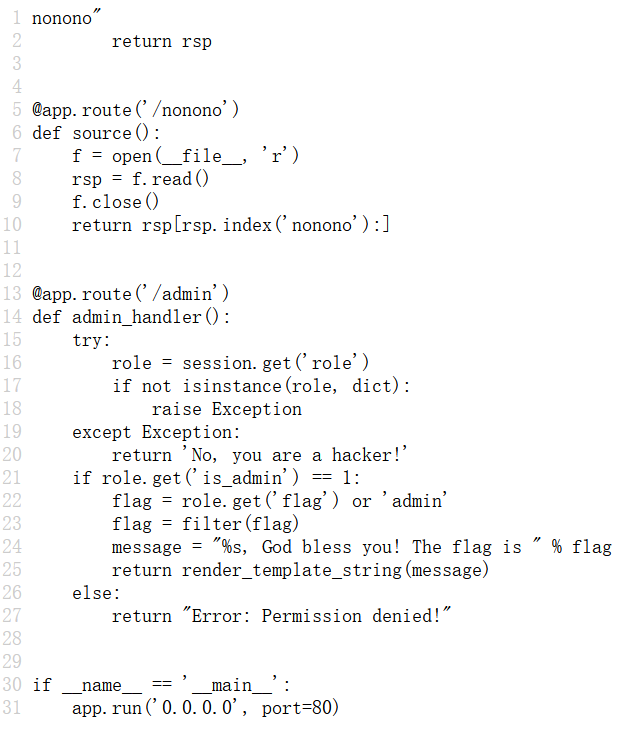 1 nonono"
2         return rsp
3
4
5 @app.route('/nonono')
6 def source():
7     f = open(__file__, 'r')
8     rsp = f.read()
9     f.close()
10     return rsp[rsp.index('nonono'):]
11
12
13 @app.route('/admin')
14 def admin_handler():
15     try:
16         role = session.get('role')
17         if not isinstance(role, dict):
18             raise Exception
19     except Exception:
20         return 'No, you are a hacker!'
21     if role.get('is_admin') == 1:
22         flag = role.get('flag') or 'admin'
23         flag = filter(flag)
24         message = "%s, God bless you! The flag is " % flag
25         return render_template_string(message)
26     else:
27         return "Error: Permission denied!"
28
29
30 if __name__ == '__main__':
31     app.run('0.0.0.0', port=80)